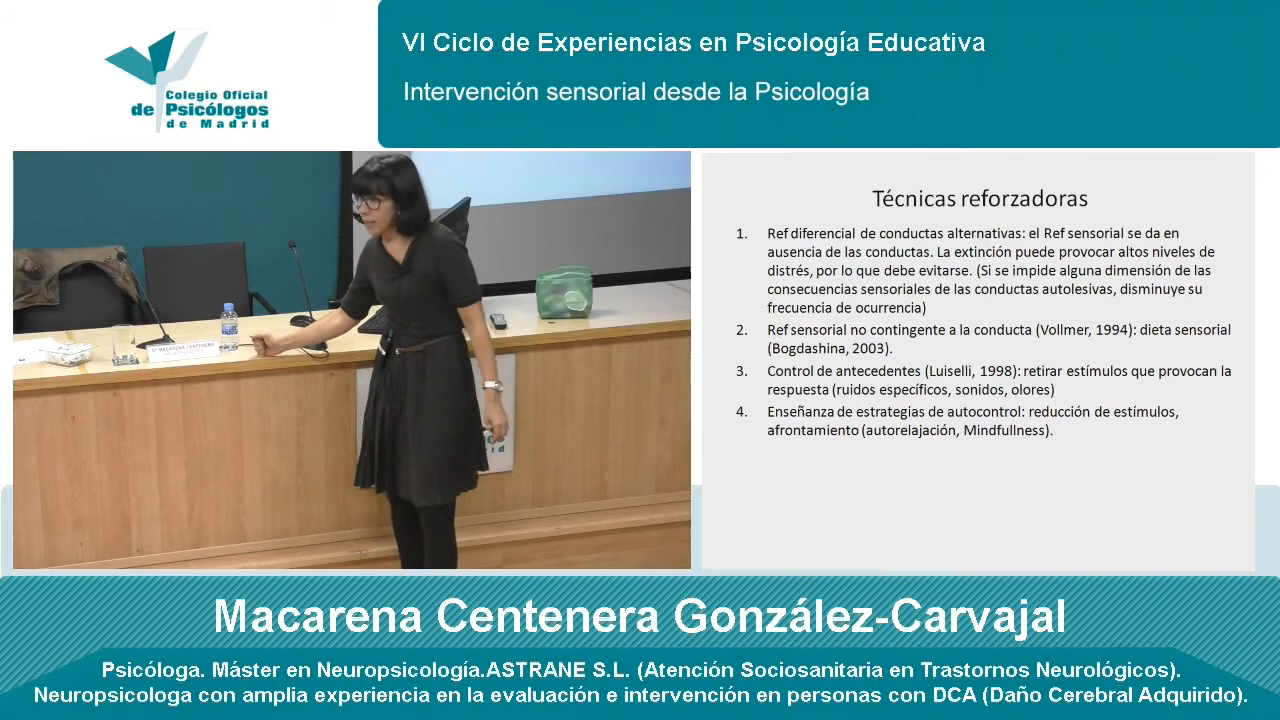 Colegio Oficial
de Psicólogos
de Madrid
VI Ciclo de Experiencias en Psicología Educativa
Intervención sensorial desde la Psicología
Dª MACARENA CENTENERA
Técnicas reforzadoras
1. Ref diferencial de conductas alternativas: el Ref sensorial se da en
ausencia de las conductas. La extinción puede provocar altos niveles de
distrés, por lo que debe evitarse. (Si se impide alguna dimensión de las
consecuencias sensoriales de las conductas autolesivas, disminuye su
frecuencia de ocurrencia)
2. Ref sensorial no contingente a la conducta (Vollmer, 1994): dieta sensorial
(Bogdashina, 2003).
3. Control de antecedentes (Luiselli, 1998): retirar estímulos que provocan la
respuesta (ruidos específicos, sonidos, olores)
4. Enseñanza de estrategias de autocontrol: reducción de estímulos,
afrontamiento (autorelajación, Mindfullness).
Macarena Centenera González-Carvajal
Psicóloga. Máster en Neuropsicología.ASTRANE S.L. (Atención Sociosanitaria en Trastornos Neurológicos).
Neuropsicologa con amplia experiencia en la evaluación e intervención en personas con DCA (Daño Cerebral Adquirido).